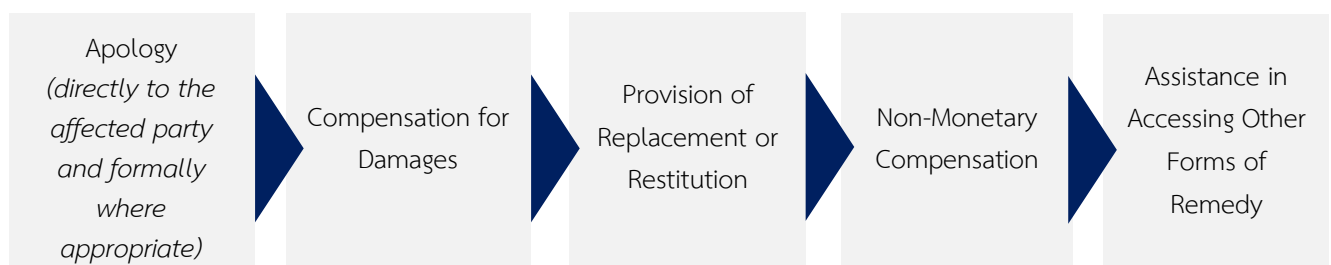 Apology
(directly to the
affected party
and formally
where
appropriate)
Compensation for
Damages
Provision of
Replacement or
Restitution
Non-Monetary
Compensation
Assistance in
Accessing Other
Forms of
Remedy